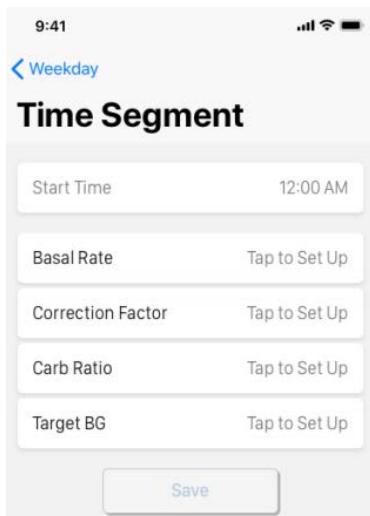 9:41
Weekday
Time Segment
Start Time 12:00 AM
Basal Rate Tap to Set Up
Correction Factor Tap to Set Up
Carb Ratio Tap to Set Up
Target BG Tap to Set Up
Save